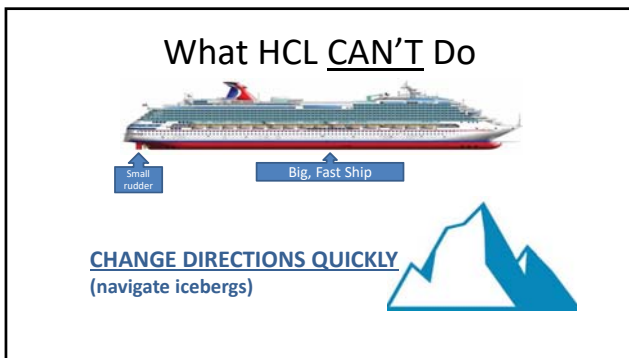 What HCL CAN’T Do
Small
rudder
Big, Fast Ship
CHANGE DIRECTIONS QUICKLY
(navigate icebergs)